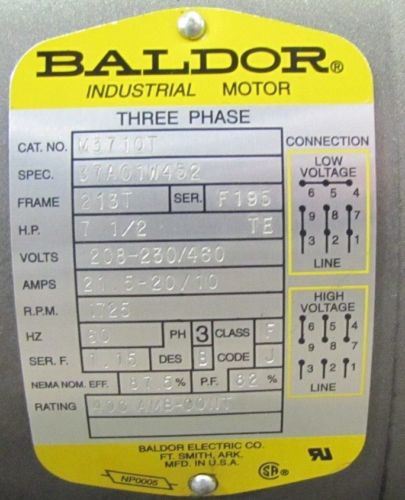 BALDOR®
INDUSTRIAL MOTOR
THREE PHASE
CAT. NO. M3710T
SPEC. 37A01W452
FRAME 213T SER. F195
H.P. 7 1/2 TE
VOLTS 208-230/460
AMPS 21.5-20/10
R.P.M. 1725
HZ 60 PH 3 CLASS F
SER. F. 1.15 DES B CODE J
NEMA NOM. EFF. 87.5 % P.F. 82 %
RATING 40C AMB-CONT
CONNECTION
LOW
VOLTAGE
6 5 4
9 8 7
3 2 1
LINE
HIGH
VOLTAGE
6 5 4
9 8 7
3 2 1
LINE
BALDOR ELECTRIC CO.
FT. SMITH, ARK.
MFD. IN U.S.A.
NP0005
SA®